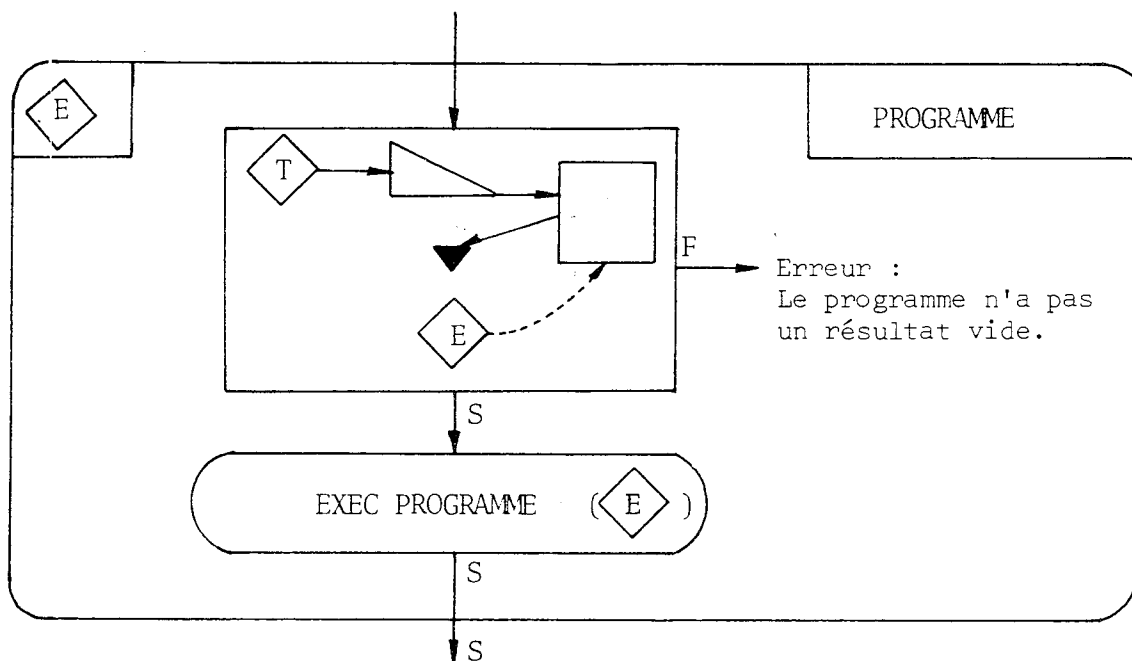 E
PROGRAMME
T
E
F
Erreur :
Le programme n'a pas
un résultat vide.
S
EXEC PROGRAMME ( E )
S
S